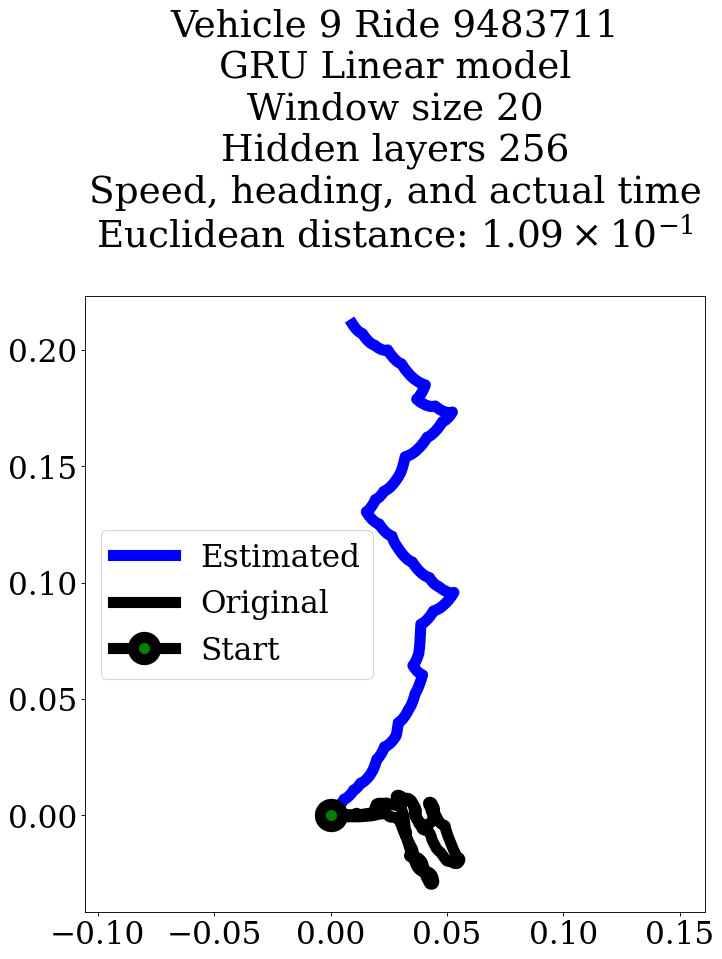 Vehicle 9 Ride 9483711
GRU Linear model
Window size 20
Hidden layers 256
Speed, heading, and actual time
Euclidean distance: 1.09 × 10⁻¹
0.20
0.15
0.10
0.05
0.00
Estimated
Original
Start
−0.10 −0.05 0.00 0.05 0.10 0.15